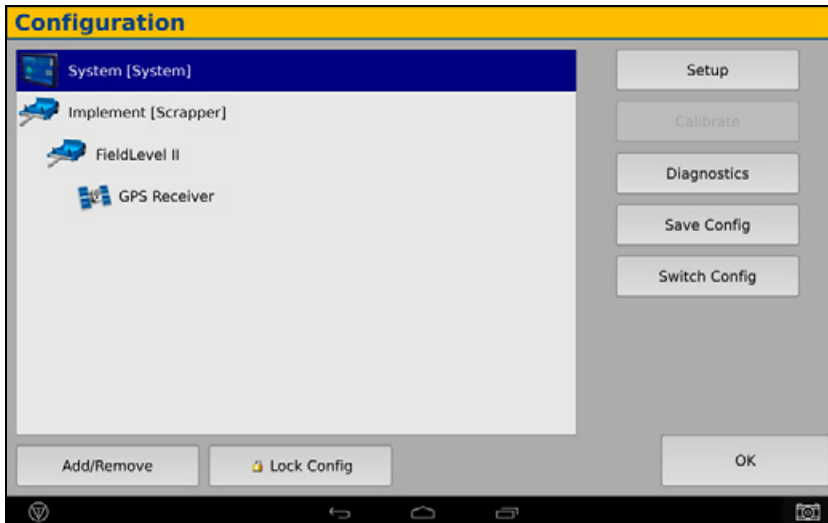 Configuration
System [System]
Implement [Scrapper]
FieldLevel II
GPS Receiver
Setup
Calibrate
Diagnostics
Save Config
Switch Config
Add/Remove
Lock Config
OK